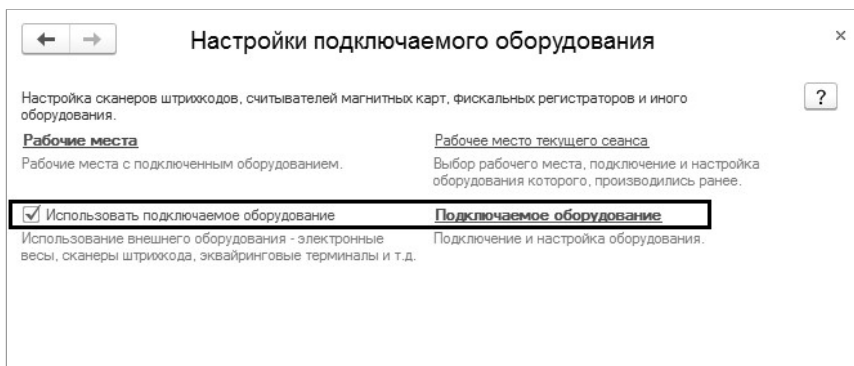 Настройки подключаемого оборудования
Настройка сканеров штрихкодов, считывателей магнитных карт, фискальных регистраторов и иного
оборудования.
?
Рабочие места
Рабочее место текущего сеанса
Рабочие места с подключенным оборудованием.
Выбор рабочего места, подключение и настройка
оборудования которого, производились ранее.
Использовать подключаемое оборудование
Подключаемое оборудование
Использование внешнего оборудования - электронные
весы, сканеры штрихкода, эквайринговые терминалы и т.д.
Подключение и настройка оборудования.